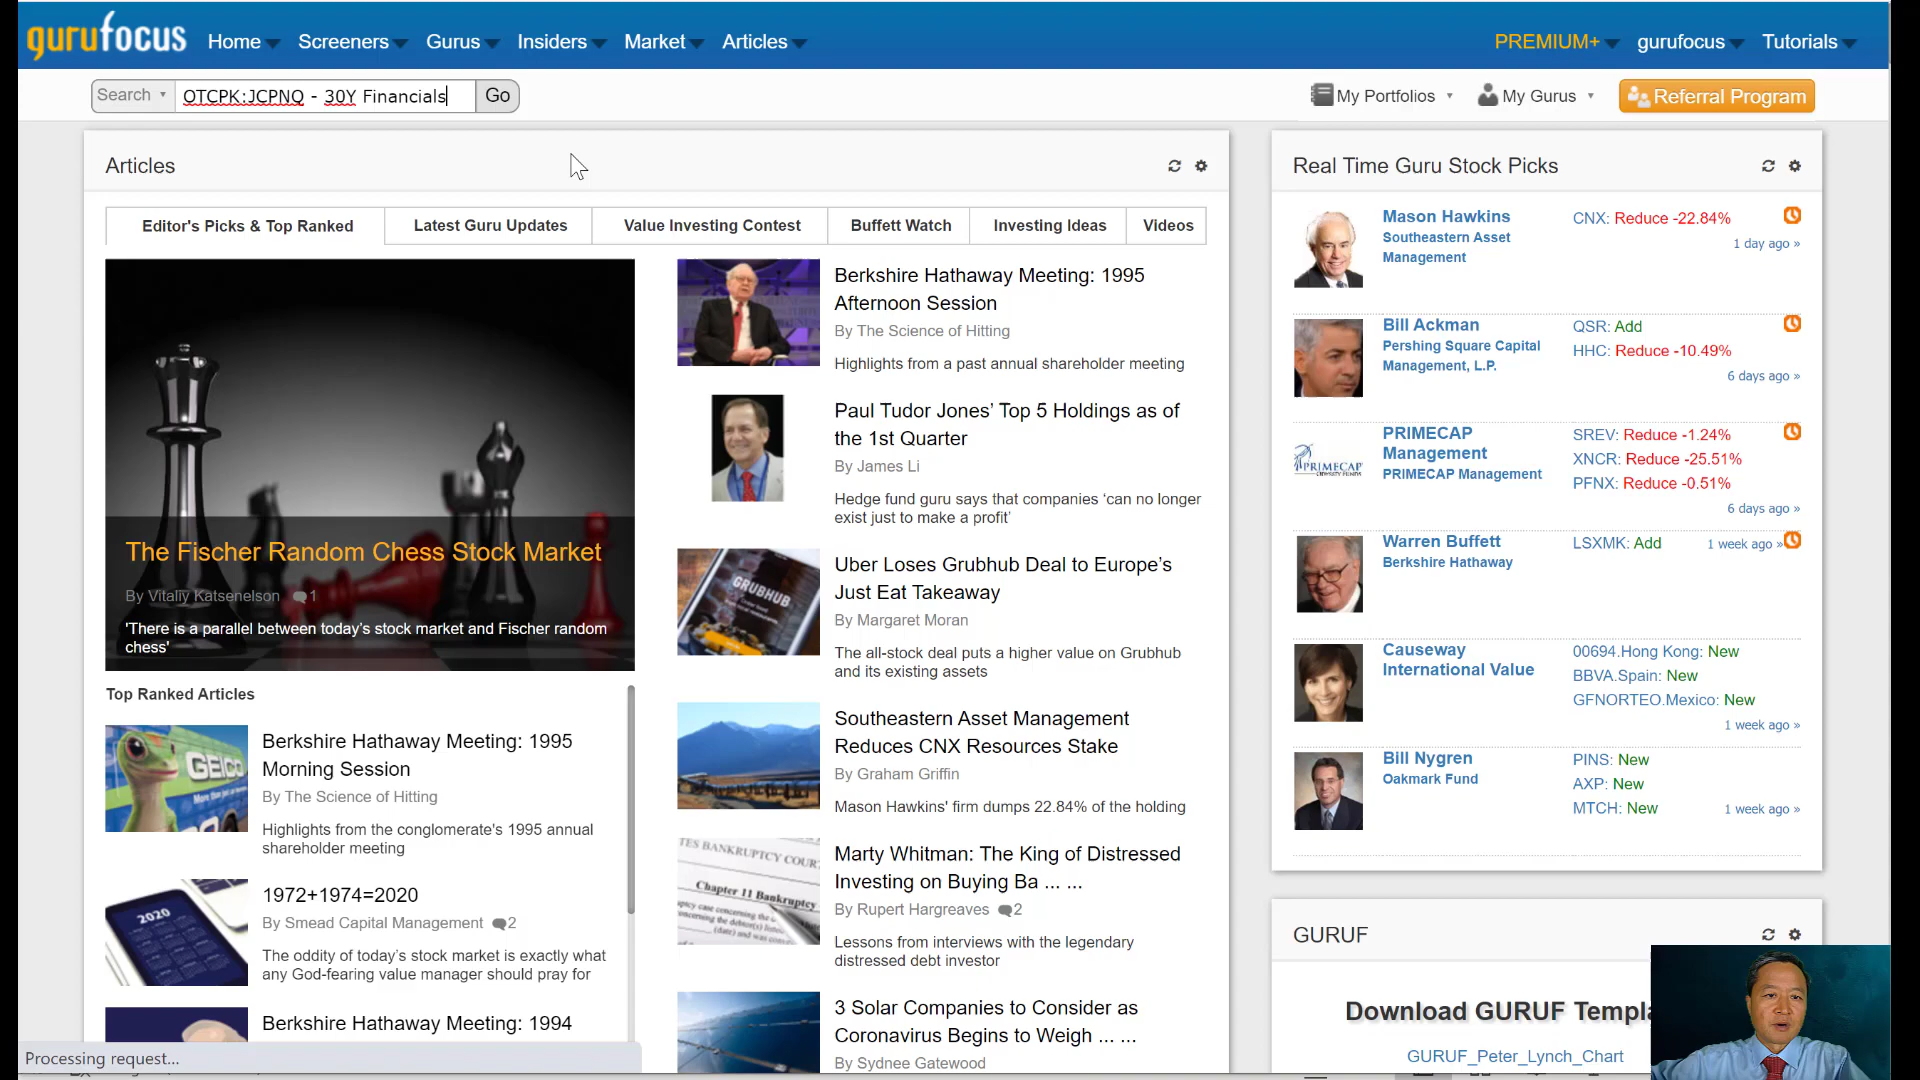 gurufocus
Home Screeners Gurus Insiders Market Articles
PREMIUM+ gurufocus Tutorials
Search
OTCPK:JCPNQ - 30Y Financials
Go
My Portfolios
My Gurus
Referral Program
Articles
Editor's Picks & Top Ranked
Latest Guru Updates
Value Investing Contest
Buffett Watch
Investing Ideas
Videos
The Fischer Random Chess Stock Market
By Vitaliy Katsenelson 1
'There is a parallel between today's stock market and Fischer random
chess'
Top Ranked Articles
GEICO
Berkshire Hathaway Meeting: 1995
Morning Session
By The Science of Hitting
Highlights from the conglomerate's 1995 annual
shareholder meeting
2020
1972+1974=2020
By Smead Capital Management 2
The oddity of today's stock market is exactly what
any God-fearing value manager should pray for
Berkshire Hathaway Meeting: 1994
Processing request...
Berkshire Hathaway Meeting: 1995
Afternoon Session
By The Science of Hitting
Highlights from a past annual shareholder meeting
Paul Tudor Jones’ Top 5 Holdings as of
the 1st Quarter
By James Li
Hedge fund guru says that companies ‘can no longer
exist just to make a profit’
GRUBHUB
Uber Loses Grubhub Deal to Europe’s
Just Eat Takeaway
By Margaret Moran
The all-stock deal puts a higher value on Grubhub
and its existing assets
Southeastern Asset Management
Reduces CNX Resources Stake
By Graham Griffin
Mason Hawkins' firm dumps 22.84% of the holding
TES BANKRUPTCY COUR
Chapter 11 Bankruptcy
Marty Whitman: The King of Distressed
Investing on Buying Ba ... ...
By Rupert Hargreaves 2
Lessons from interviews with the legendary
distressed debt investor
3 Solar Companies to Consider as
Coronavirus Begins to Weigh ... ...
By Sydnee Gatewood
Real Time Guru Stock Picks
Mason Hawkins
Southeastern Asset
Management
CNX: Reduce -22.84%
1 day ago »
Bill Ackman
Pershing Square Capital
Management, L.P.
QSR: Add
HHC: Reduce -10.49%
6 days ago »
PRIMECAP
PRIMECAP
Management
PRIMECAP Management
SREV: Reduce -1.24%
XNCR: Reduce -25.51%
PFNX: Reduce -0.51%
6 days ago »
Warren Buffett
Berkshire Hathaway
LSXMK: Add
1 week ago »
Causeway
International Value
00694.Hong Kong: New
BBVA.Spain: New
GFNORTEO.Mexico: New
1 week ago »
Bill Nygren
Oakmark Fund
PINS: New
AXP: New
MTCH: New
1 week ago »
GURUF
Download GURUF Templa
GURUF_Peter_Lynch_Chart